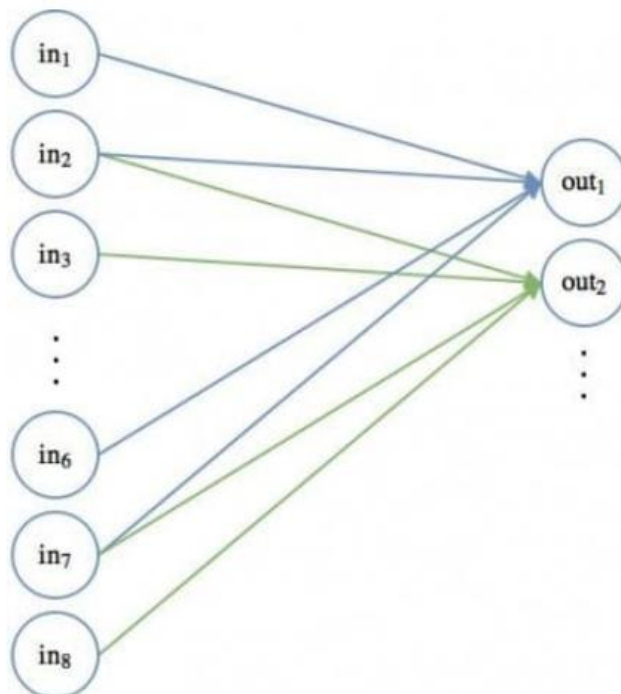 in₁
in₂
in₃
in₆
in₇
in₈
out₁
out₂